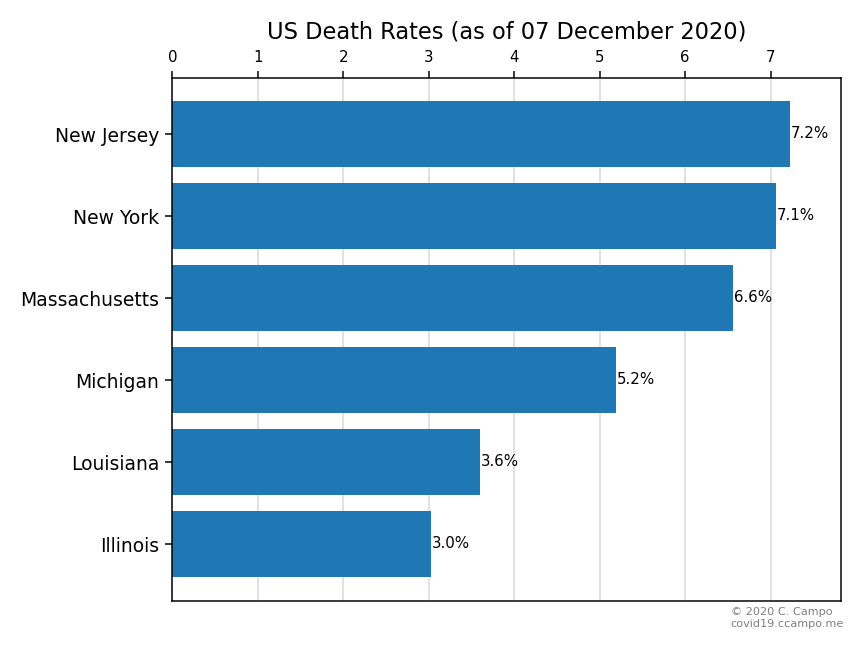 US Death Rates (as of 07 December 2020)
0 1 2 3 4 5 6 7
New Jersey 7.2%
New York 7.1%
Massachusetts 6.6%
Michigan 5.2%
Louisiana 3.6%
Illinois 3.0%
© 2020 C. Campo
covid19.ccampo.me